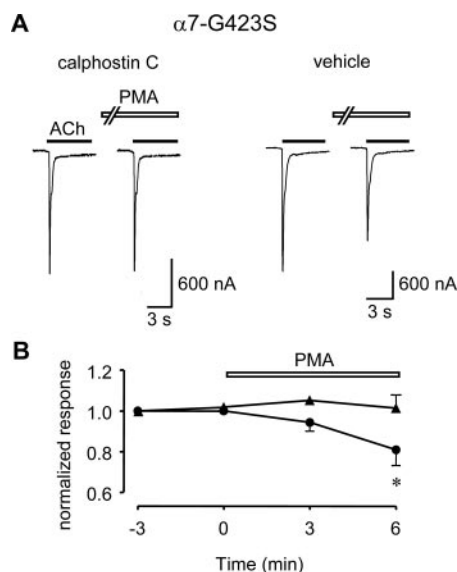 A
α7-G423S
calphostin C
vehicle
PMA
ACh
600 nA
3 s
600 nA
3 s
B
PMA
normalized response
1.2
1.0
0.8
0.6
*
-3
0
3
6
Time (min)